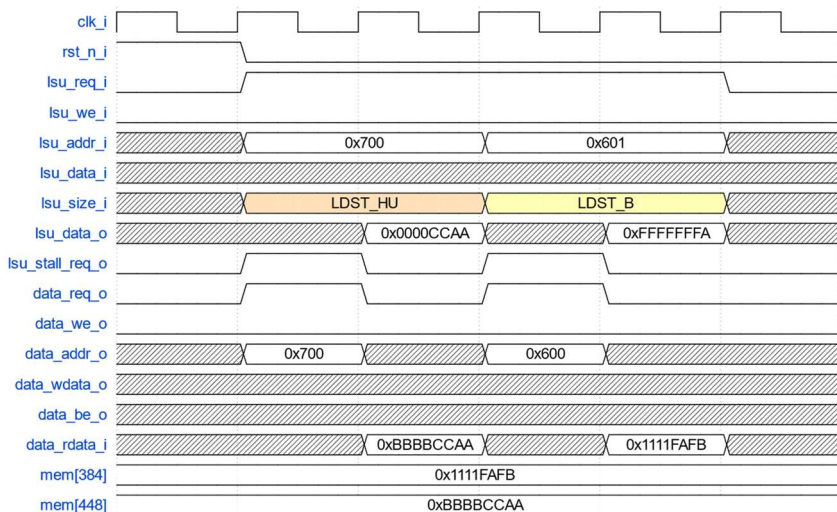 clk_i
rst_n_i
lsu_req_i
lsu_we_i
lsu_addr_i 0x700 0x601
lsu_data_i
lsu_size_i LDST_HU LDST_B
lsu_data_o 0x0000CCAA 0xFFFFFFFA
lsu_stall_req_o
data_req_o
data_we_o
data_addr_o 0x700 0x600
data_wdata_o
data_be_o
data_rdata_i 0xBBBBCCAA 0x1111FAFB
mem[384] 0x1111FAFB
mem[448] 0xBBBBCCAA